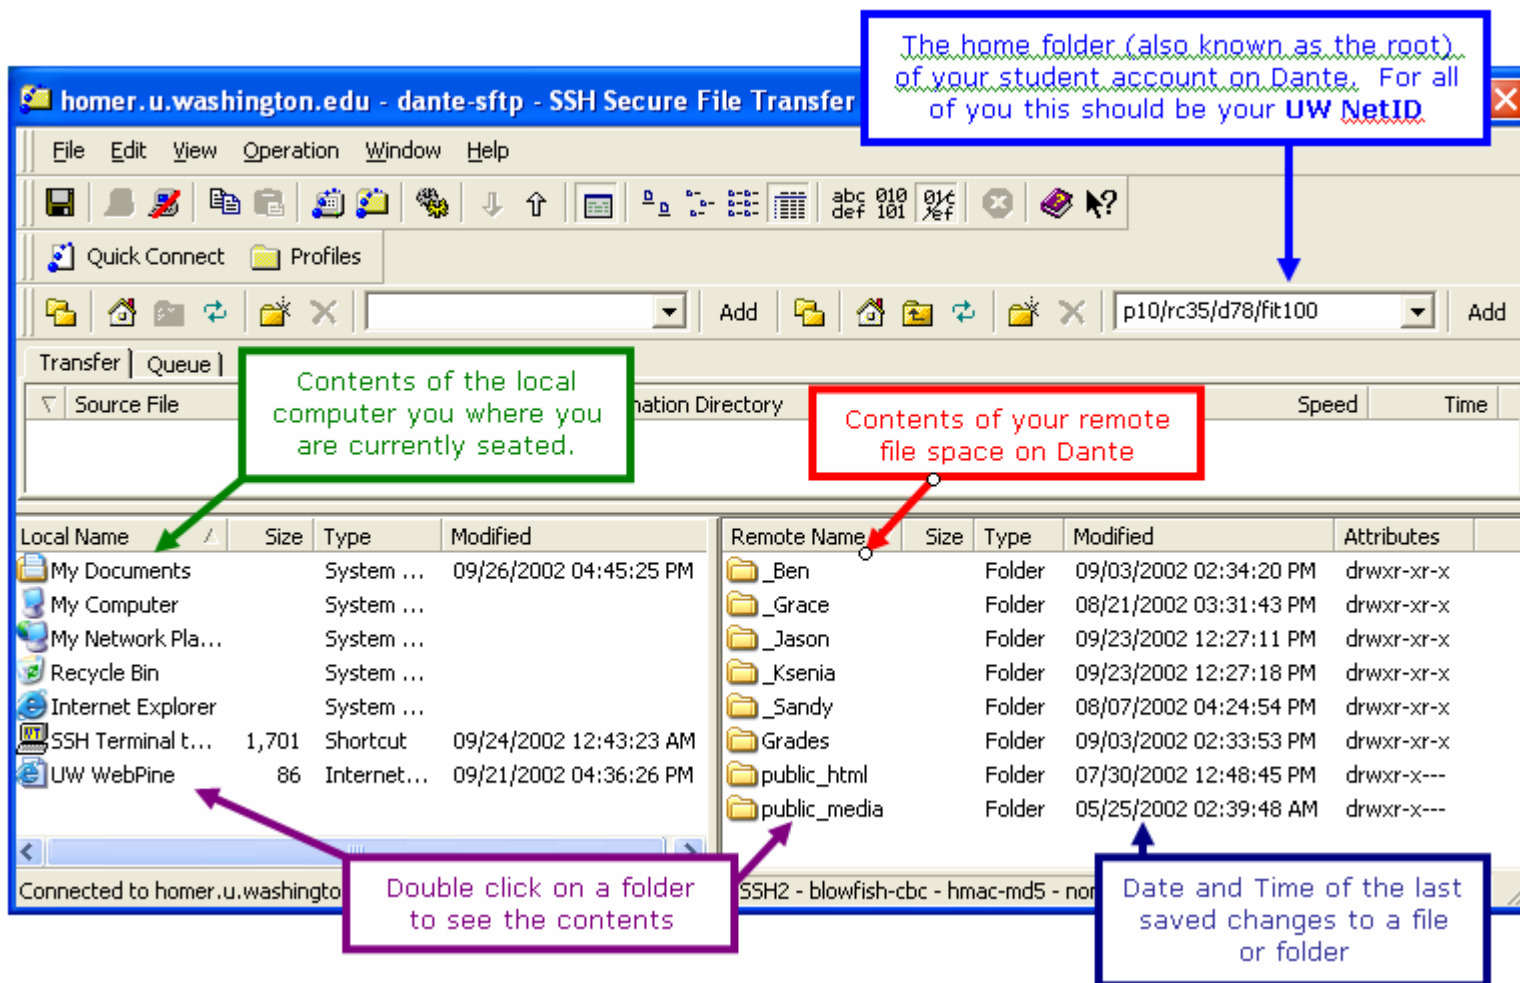 The home folder (also known as the root)
of your student account on Dante. For all
of you this should be your UW NetID
homer.u.washington.edu - dante-sftp - SSH Secure File Transfer
File Edit View Operation Window Help
abc 010
def 101
Quick Connect Profiles
Add p10/rc35/d78/fit100 Add
Transfer Queue
Source File Directory Speed Time
Contents of the local
computer you where you
are currently seated.
Contents of your remote
file space on Dante
Local Name Size Type Modified
My Documents System ... 09/26/2002 04:45:25 PM
My Computer System ...
My Network Pla... System ...
Recycle Bin System ...
Internet Explorer System ...
SSH Terminal t... 1,701 Shortcut 09/24/2002 12:43:23 AM
UW WebPine 86 Internet... 09/21/2002 04:36:26 PM
Remote Name Size Type Modified Attributes
_Ben Folder 09/03/2002 02:34:20 PM drwxr-xr-x
_Grace Folder 08/21/2002 03:31:43 PM drwxr-xr-x
_Jason Folder 09/23/2002 12:27:11 PM drwxr-xr-x
_Ksenia Folder 09/23/2002 12:27:18 PM drwxr-xr-x
_Sandy Folder 08/07/2002 04:24:54 PM drwxr-xr-x
Grades Folder 09/03/2002 02:33:53 PM drwxr-xr-x
public_html Folder 07/30/2002 12:48:45 PM drwxr-x---
public_media Folder 05/25/2002 02:39:48 AM drwxr-x---
Connected to homer.u.washingto
SSH2 - blowfish-cbc - hmac-md5 -
Double click on a folder
to see the contents
Date and Time of the last
saved changes to a file
or folder